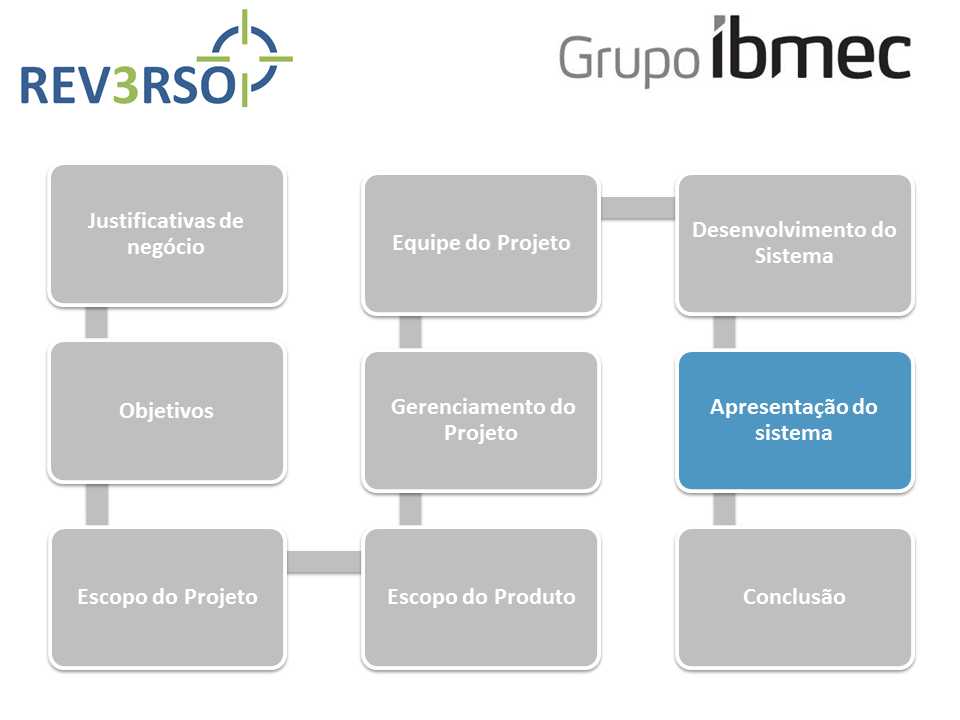 REV3RSO
Grupo ibmec
Justificativas de
negócio
Objetivos
Escopo do Projeto
Escopo do Produto
Gerenciamento do
Projeto
Equipe do Projeto
Desenvolvimento do
Sistema
Apresentação do
sistema
Conclusão